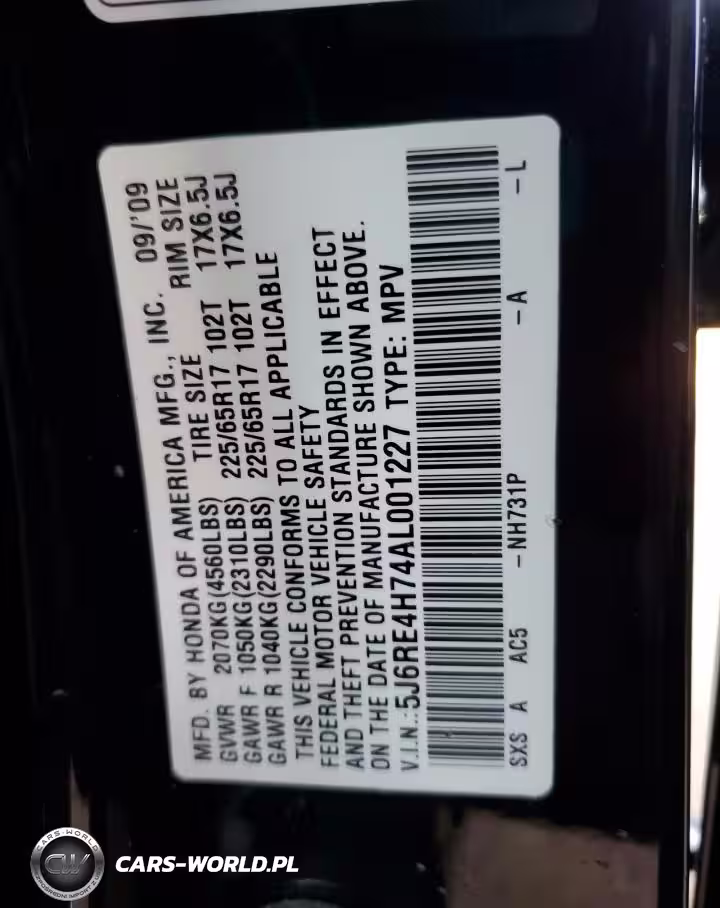 MFD. BY HONDA OF AMERICA MFG., INC. 09/'09
TIRE SIZE RIM SIZE
GVWR 2070KG(4560LBS)
GAWR F 1050KG(2310LBS) 225/65R17 102T 17X6.5J
GAWR R 1040KG(2290LBS) 225/65R17 102T 17X6.5J
THIS VEHICLE CONFORMS TO ALL APPLICABLE
FEDERAL MOTOR VEHICLE SAFETY
AND THEFT PREVENTION STANDARDS IN EFFECT
ON THE DATE OF MANUFACTURE SHOWN ABOVE.
V.I.N.:5J6RE4H74AL001227 TYPE: MPV
SXS A AC5 -NH731P -A -L
CARS-WORLD
CW
CARS-WORLD.PL